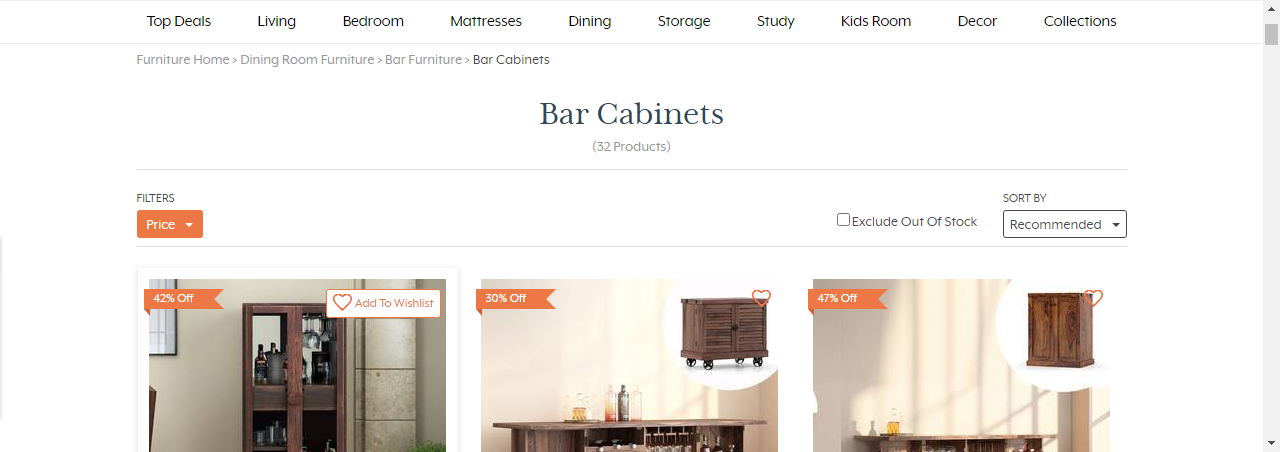 Top Deals Living Bedroom Mattresses Dining Storage Study Kids Room Decor Collections
Furniture Home > Dining Room Furniture > Bar Furniture > Bar Cabinets
Bar Cabinets
(32 Products)
FILTERS
Price
Exclude Out Of Stock
SORT BY
Recommended
42% Off
Add To Wishlist
30% Off
47% Off